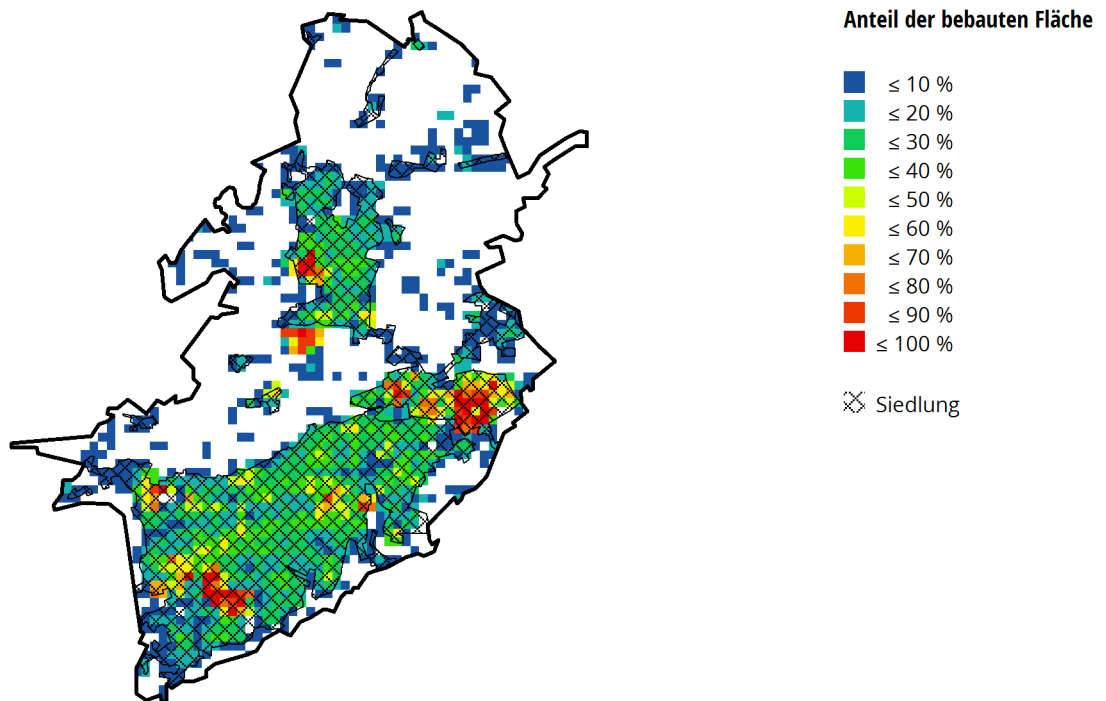 Anteil der bebauten Fläche
≤ 10 %
≤ 20 %
≤ 30 %
≤ 40 %
≤ 50 %
≤ 60 %
≤ 70 %
≤ 80 %
≤ 90 %
≤ 100 %
Siedlung